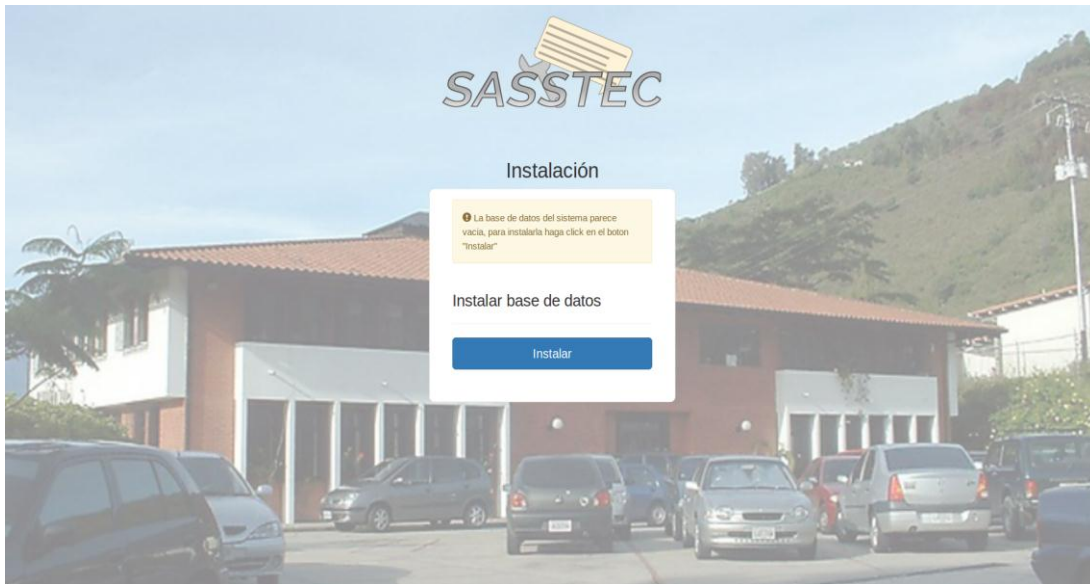 SASSTEC
Instalación
La base de datos del sistema parece
vacia, para instalarla haga click en el boton
"Instalar"
Instalar base de datos
Instalar